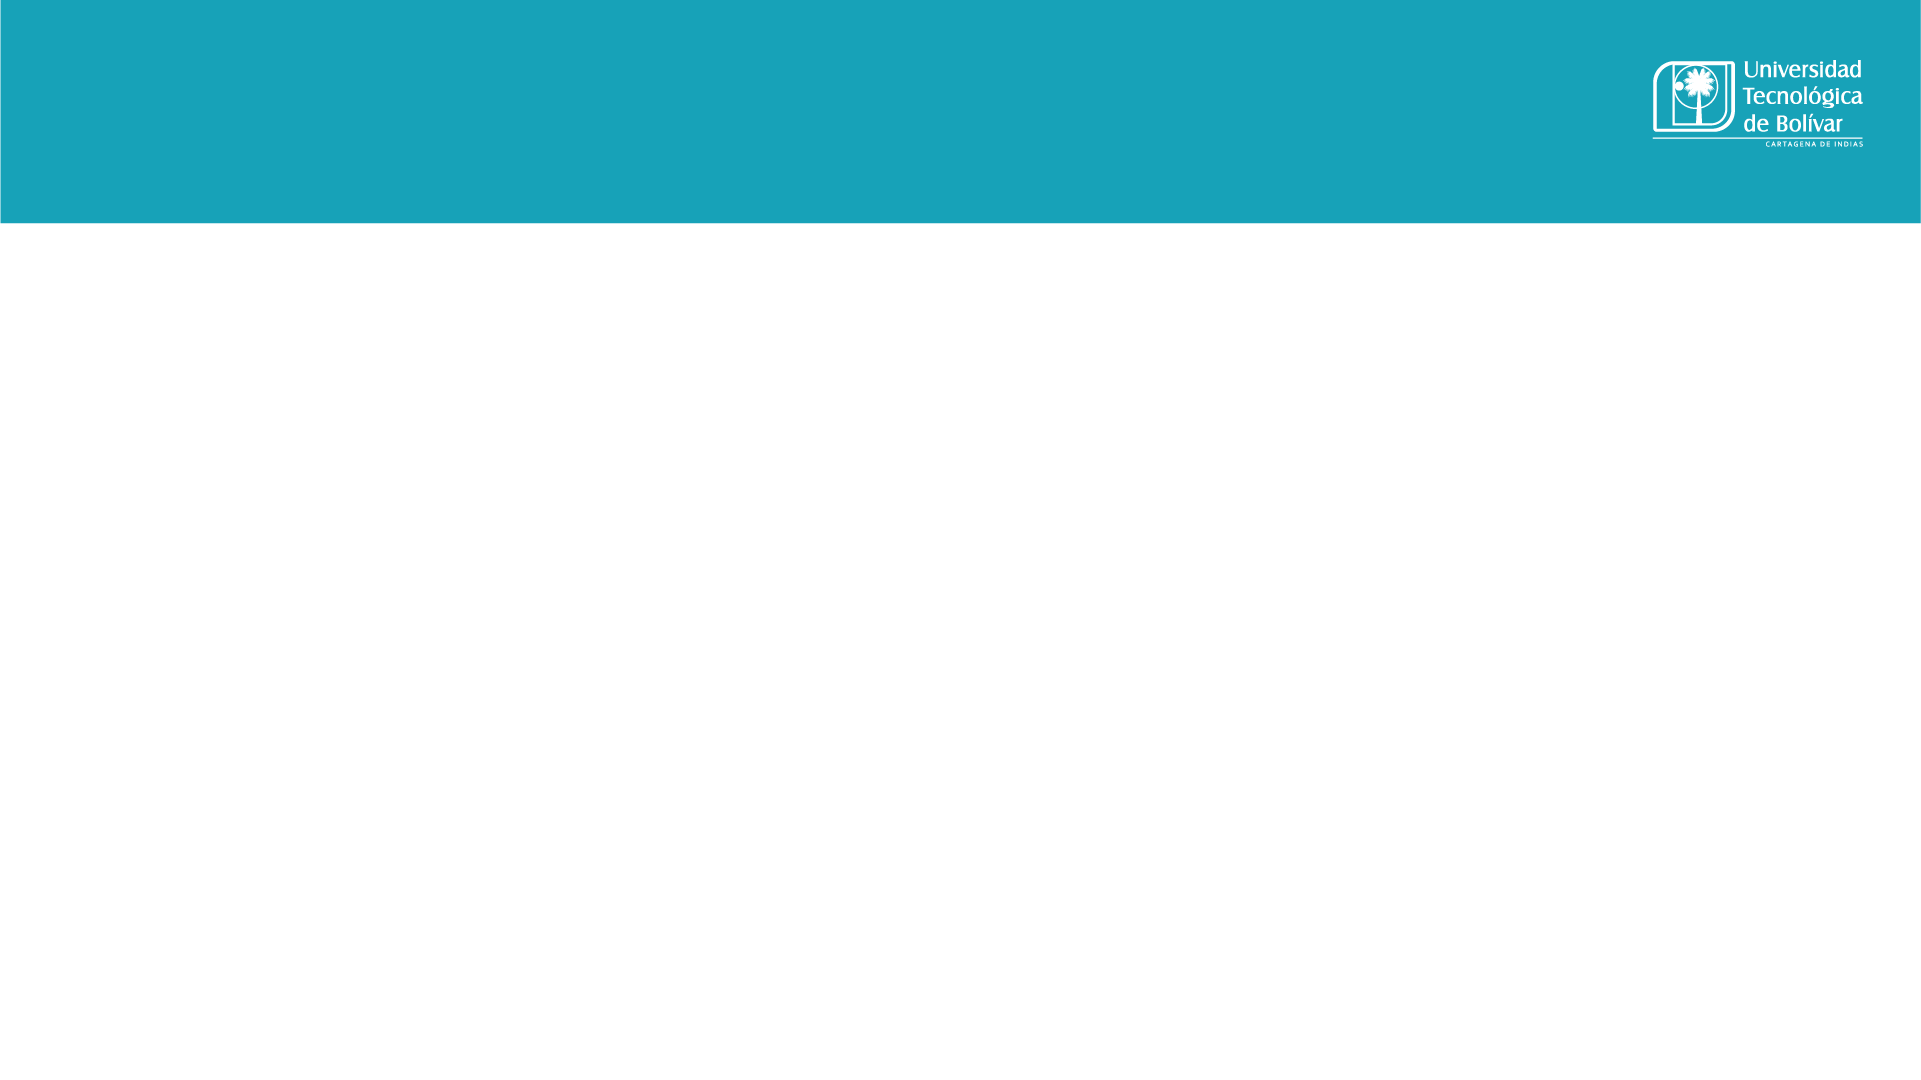 Universidad
Tecnológica
de Bolívar
CARTAGENA DE INDIAS